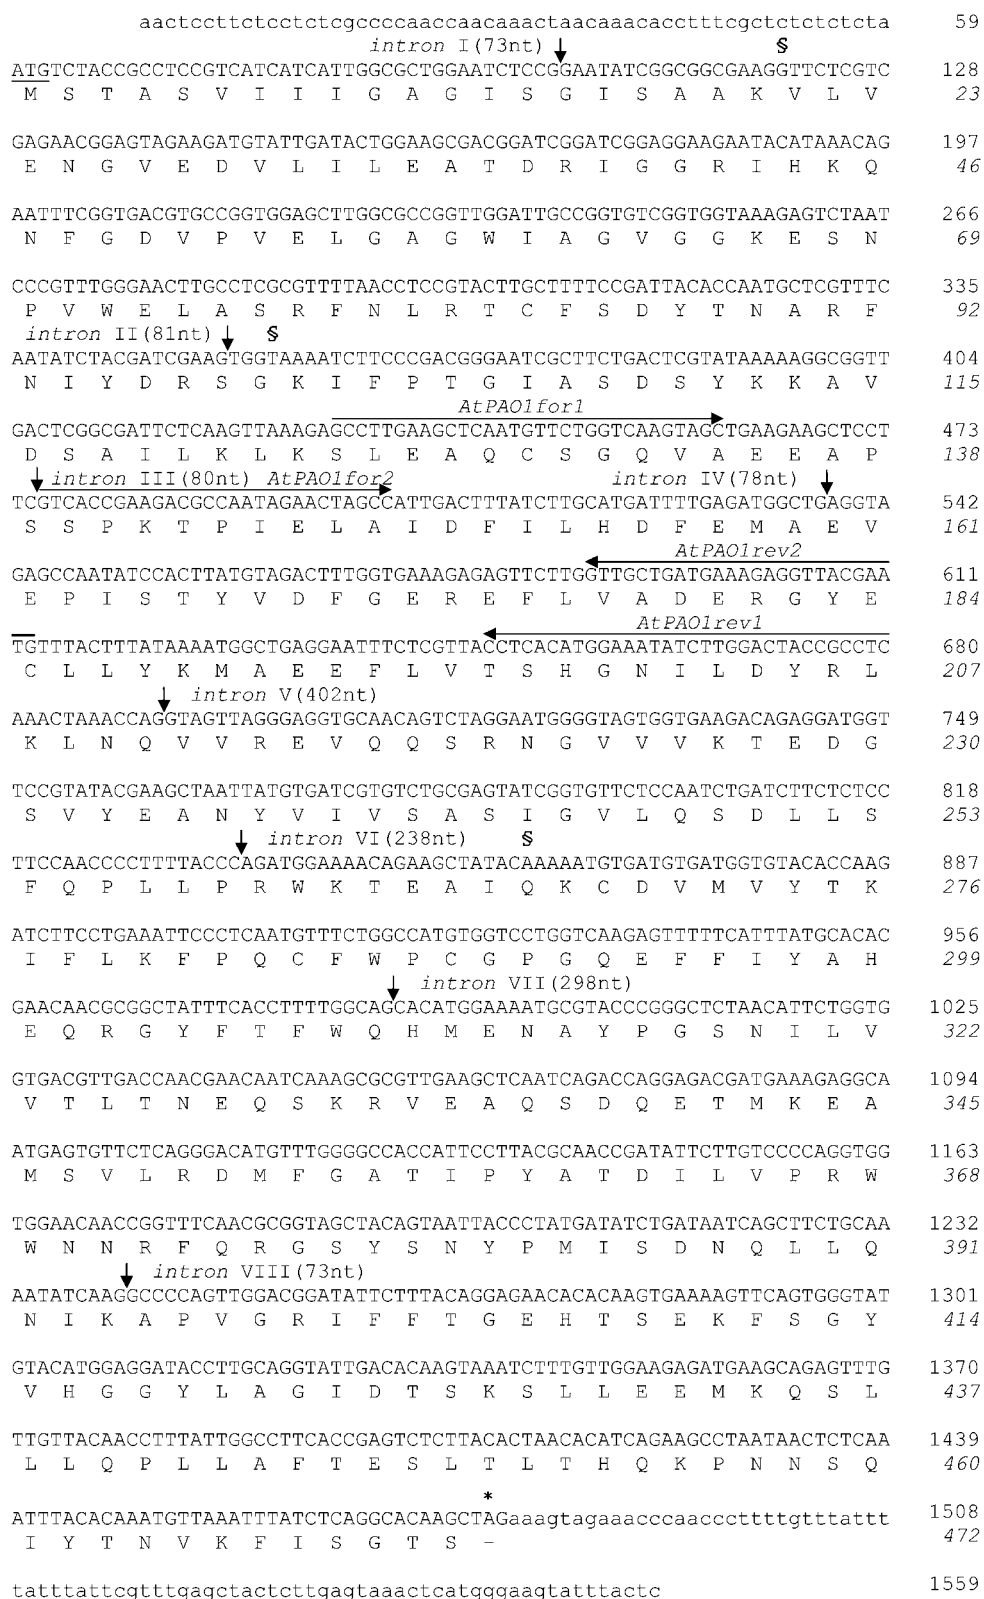 aactccttctcctctcgccccaaccaacaaactaacaaacacctttcgctctctctcta 59
intron I(73nt) §
ATGTCTACCGCCTCCGTCATCATCATTGGCGCTGGAATCTCCGGAATATCGGCGGCGAAGGTTCTCGTC 128
M S T A S V I I I G A G I S G I S A A K V L V 23
GAGAACGGAGTAGAAGATGTATTGATACTGGAAGCGACGGATCGGATCGGAGGAAGAATACATAAACAG 197
E N G V E D V L I L E A T D R I G G R I H K Q 46
AATTTCGGTGACGTGCCGGTGGAGCTTGGCGCCGGTTGGATTGCCGGTGTCGGTGGTAAAGAGTCTAAT 266
N F G D V P V E L G A G W I A G V G G K E S N 69
CCCGTTTGGGAACTTGCCTCGCGTTTTAACCTCCGTACTTGCTTTTCCGATTACACCAATGCTCGTTTC 335
P V W E L A S R F N L R T C F S D Y T N A R F 92
intron II(81nt) §
AATATCTACGATCGAAGTGGTAAAATCTTCCCGACGGGAATCGCTTCTGACTCGTATAAAAAGGCGGTT 404
N I Y D R S G K I F P T G I A S D S Y K K A V 115
AtPAO1for1
GACTCGGCGATTCTCAAGTTAAAGAGCCTTGAAGCTCAATGTTCTGGTCAAGTAGCTGAAGAAGCTCCT 473
D S A I L K L K S L E A Q C S G Q V A E E A P 138
intron III(80nt) AtPAO1for2 intron IV(78nt)
TCGTCACCGAAGACGCCAATAGAACTAGCCATTGACTTTATCTTGCATGATTTTGAGATGGCTGAGGTA 542
S S P K T P I E L A I D F I L H D F E M A E V 161
AtPAO1rev2
GAGCCAATATCCACTTATGTAGACTTTGGTGAAAGAGAGTTCTTGGTTGCTGATGAAAGAGGTTACGAA 611
E P I S T Y V D F G E R E F L V A D E R G Y E 184
AtPAO1rev1
TGTTTACTTTATAAAATGGCTGAGGAATTTCTCGTTACCTCACATGGAAATATCTTGGACTACCGCCTC 680
C L L Y K M A E E F L V T S H G N I L D Y R L 207
intron V(402nt)
AAACTAAACCAGGTAGTTAGGGAGGTGCAACAGTCTAGGAATGGGGTAGTGGTGAAGACAGAGGATGGT 749
K L N Q V V R E V Q Q S R N G V V V K T E D G 230
TCCGTATACGAAGCTAATTATGTGATCGTGTCTGCGAGTATCGGTGTTCTCCAATCTGATCTTCTCTCC 818
S V Y E A N Y V I V S A S I G V L Q S D L L S 253
intron VI(238nt) §
TTCCAACCCCTTTTACCCAGATGGAAAACAGAAGCTATACAAAAATGTGATGTGATGGTGTACACCAAG 887
F Q P L L P R W K T E A I Q K C D V M V Y T K 276
ATCTTCCTGAAATTCCCTCAATGTTTCTGGCCATGTGGTCCTGGTCAAGAGTTTTTCATTTATGCACAC 956
I F L K F P Q C F W P C G P G Q E F F I Y A H 299
intron VII(298nt)
GAACAACGCGGCTATTTCACCTTTTGGCAGCACATGGAAAATGCGTACCCGGGCTCTAACATTCTGGTG 1025
E Q R G Y F T F W Q H M E N A Y P G S N I L V 322
GTGACGTTGACCAACGAACAATCAAAGCGCGTTGAAGCTCAATCAGACCAGGAGACGATGAAAGAGGCA 1094
V T L T N E Q S K R V E A Q S D Q E T M K E A 345
ATGAGTGTTCTCAGGGACATGTTTGGGGCCACCATTCCTTACGCAACCGATATTCTTGTCCCCAGGTGG 1163
M S V L R D M F G A T I P Y A T D I L V P R W 368
TGGAACAACCGGTTTCAACGCGGTAGCTACAGTAATTACCCTATGATATCTGATAATCAGCTTCTGCAA 1232
W N N R F Q R G S Y S N Y P M I S D N Q L L Q 391
intron VIII(73nt)
AATATCAAGGCCCCAGTTGGACGGATATTCTTTACAGGAGAACACACAAGTGAAAAGTTCAGTGGGTAT 1301
N I K A P V G R I F F T G E H T S E K F S G Y 414
GTACATGGAGGATACCTTGCAGGTATTGACACAAGTAAATCTTTGTTGGAAGAGATGAAGCAGAGTTTG 1370
V H G G Y L A G I D T S K S L L E E M K Q S L 437
TTGTTACAACCTTTATTGGCCTTCACCGAGTCTCTTACACTAACACATCAGAAGCCTAATAACTCTCAA 1439
L L Q P L L A F T E S L T L T H Q K P N N S Q 460
*
ATTTACACAAATGTTAAATTTATCTCAGGCACAAGCTAGaaagtagaaacccaacccttttgtttattt 1508
I Y T N V K F I S G T S – 472
tatttattcgtttgagctactcttgagtaaactcatgggaagtatttactc 1559